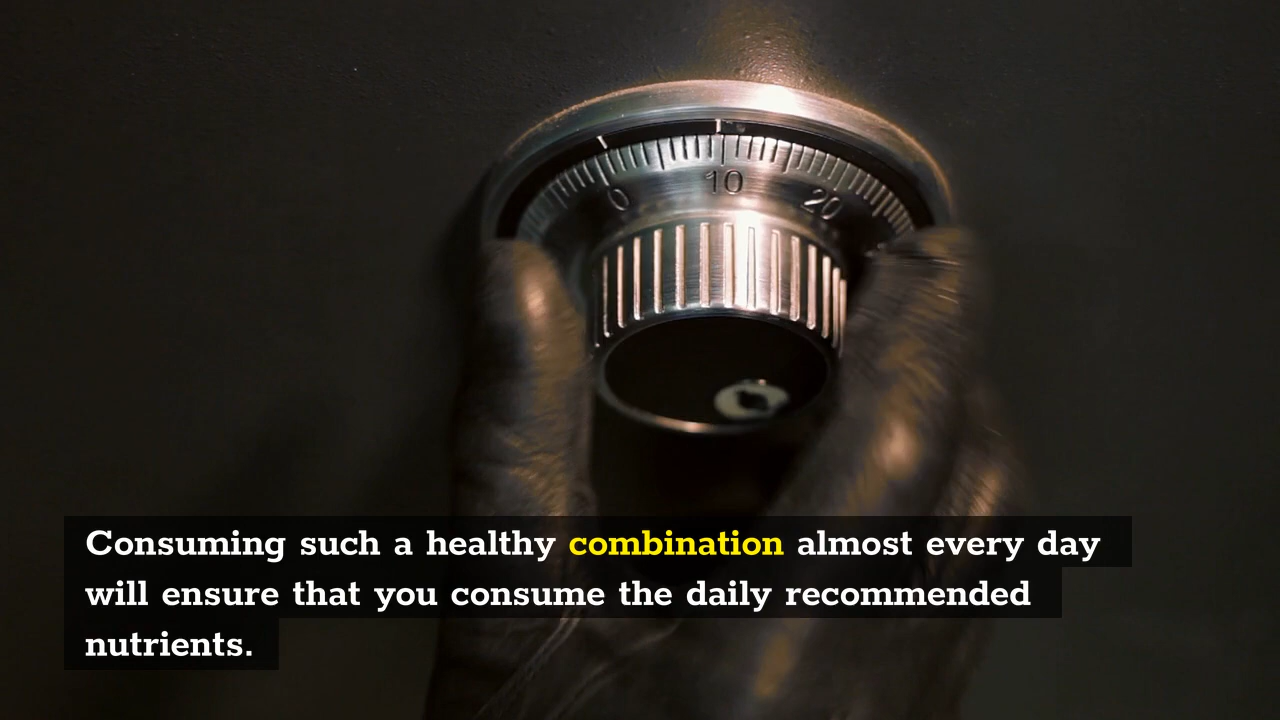 0 10 20
Consuming such a healthy combination almost every day
will ensure that you consume the daily recommended
nutrients.